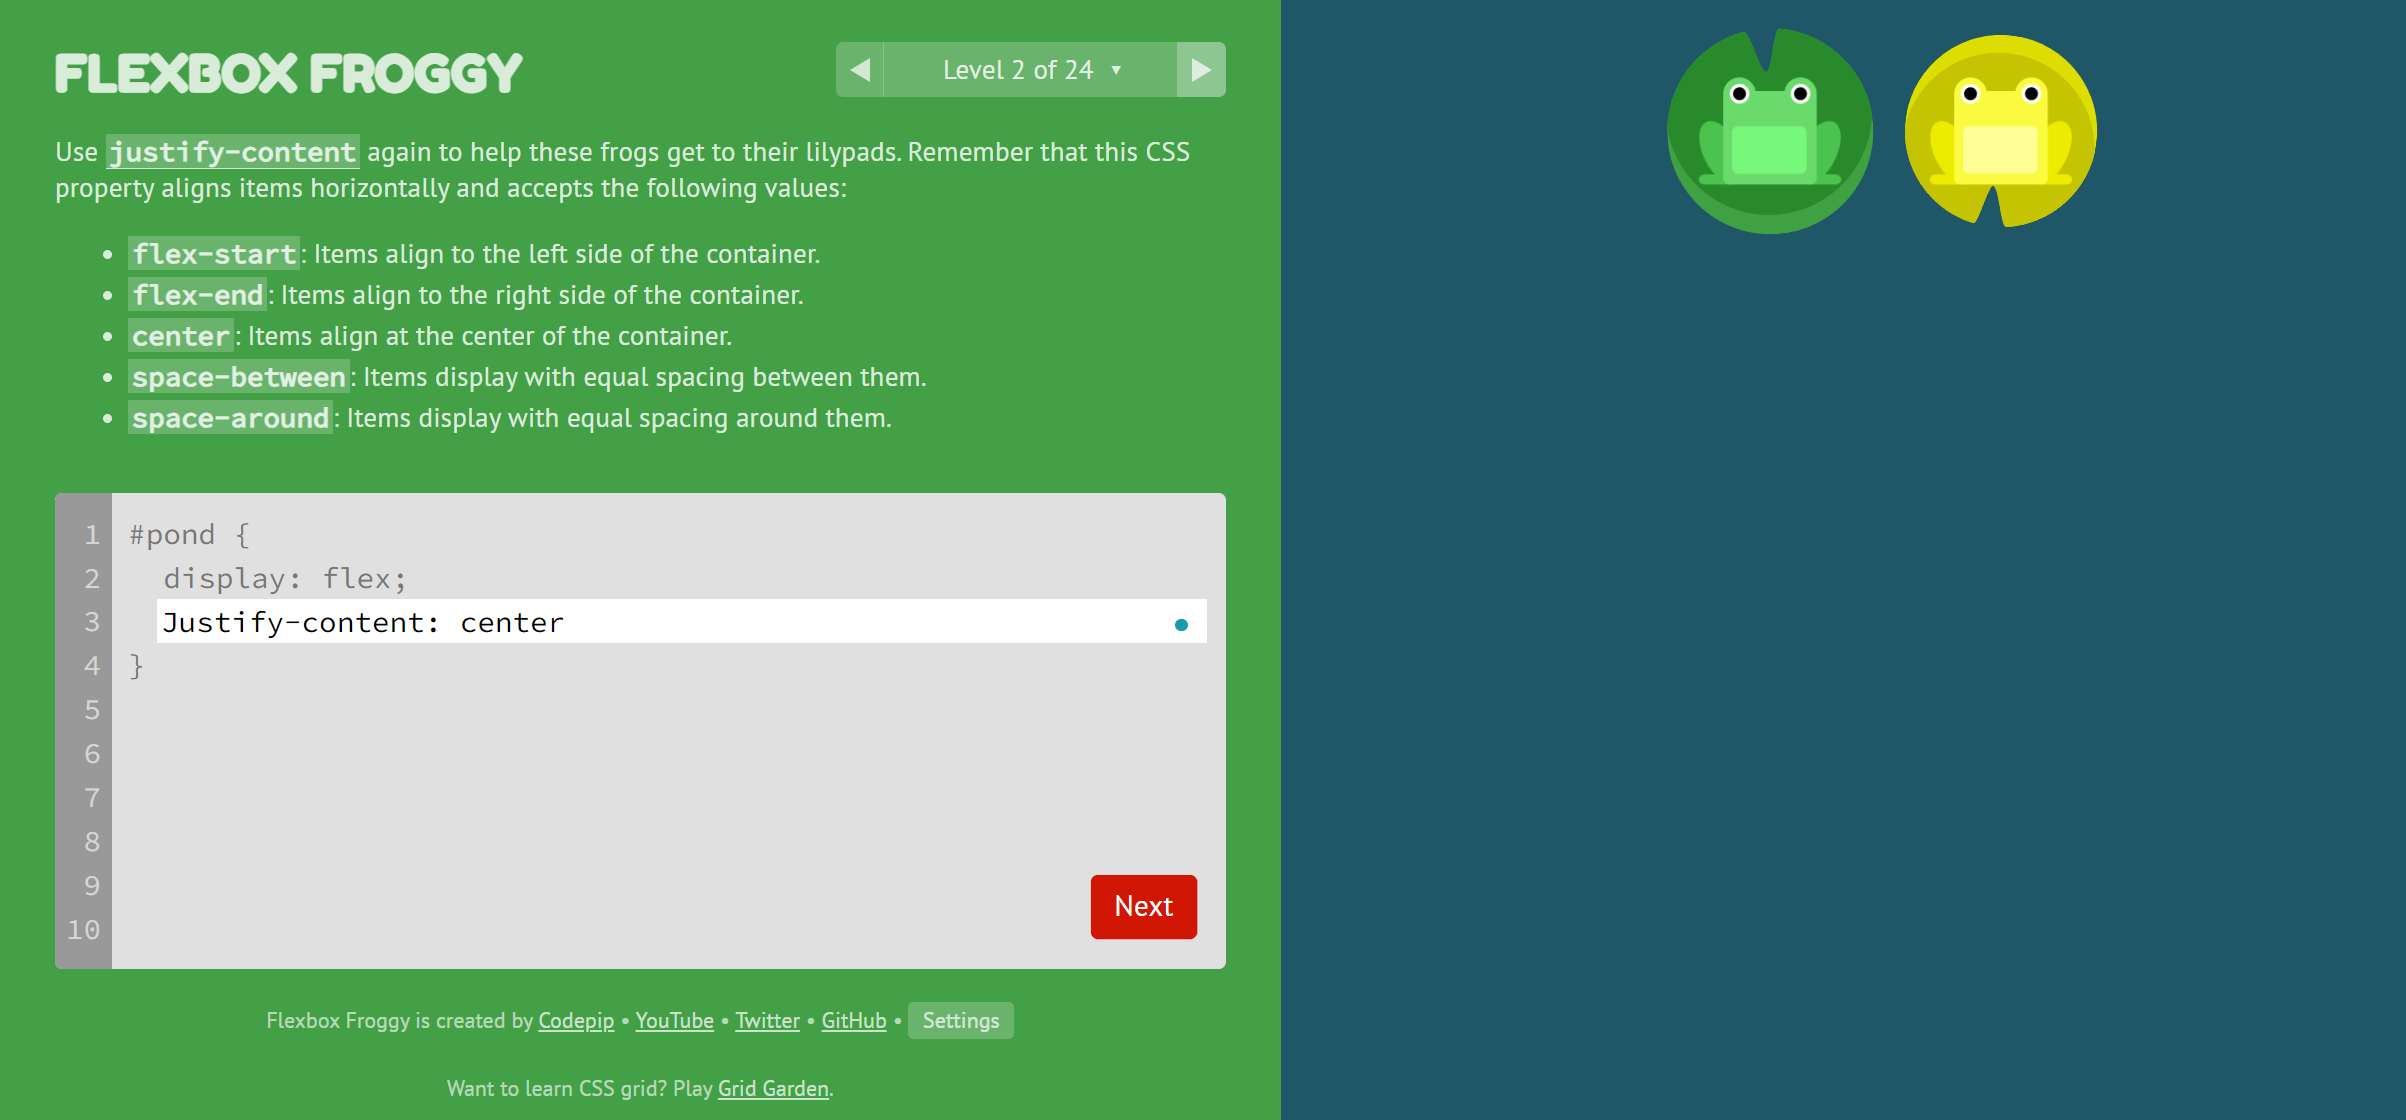 FLEXBOX FROGGY
Level 2 of 24 ▼
Use justify-content again to help these frogs get to their lilypads. Remember that this CSS
property aligns items horizontally and accepts the following values:
• flex-start: Items align to the left side of the container.
• flex-end: Items align to the right side of the container.
• center: Items align at the center of the container.
• space-between: Items display with equal spacing between them.
• space-around: Items display with equal spacing around them.
1 #pond {
2 display: flex;
3 Justify-content: center
4 }
5
6
7
8
9
10
Next
Flexbox Froggy is created by Codepip • YouTube • Twitter • GitHub • Settings
Want to learn CSS grid? Play Grid Garden.